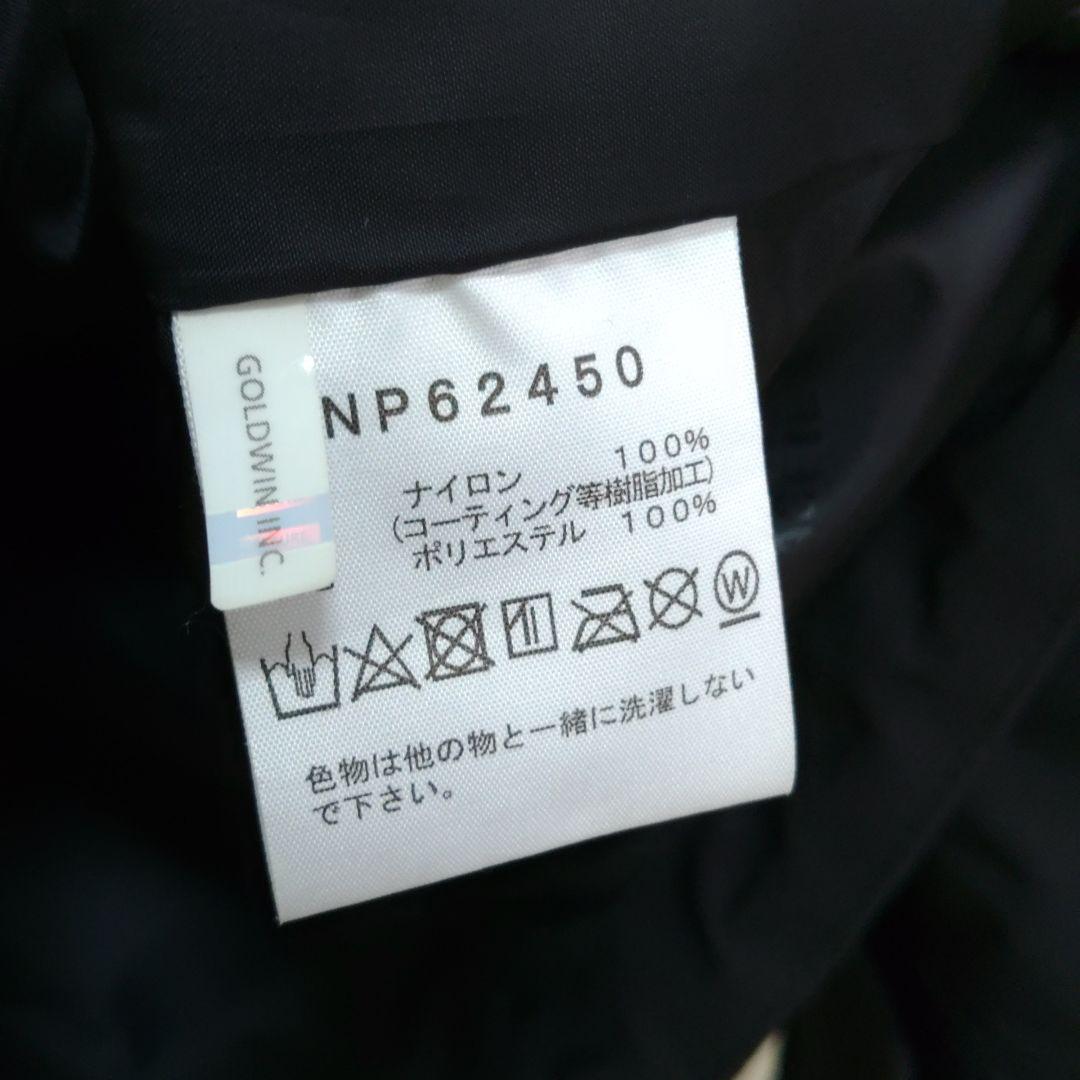 GOLDWIN INC.
NP62450
ナイロン 100%
(コーティング等樹脂加工)
ポリエステル 100%
W
色物は他の物と一緒に洗濯しない
で下さい。